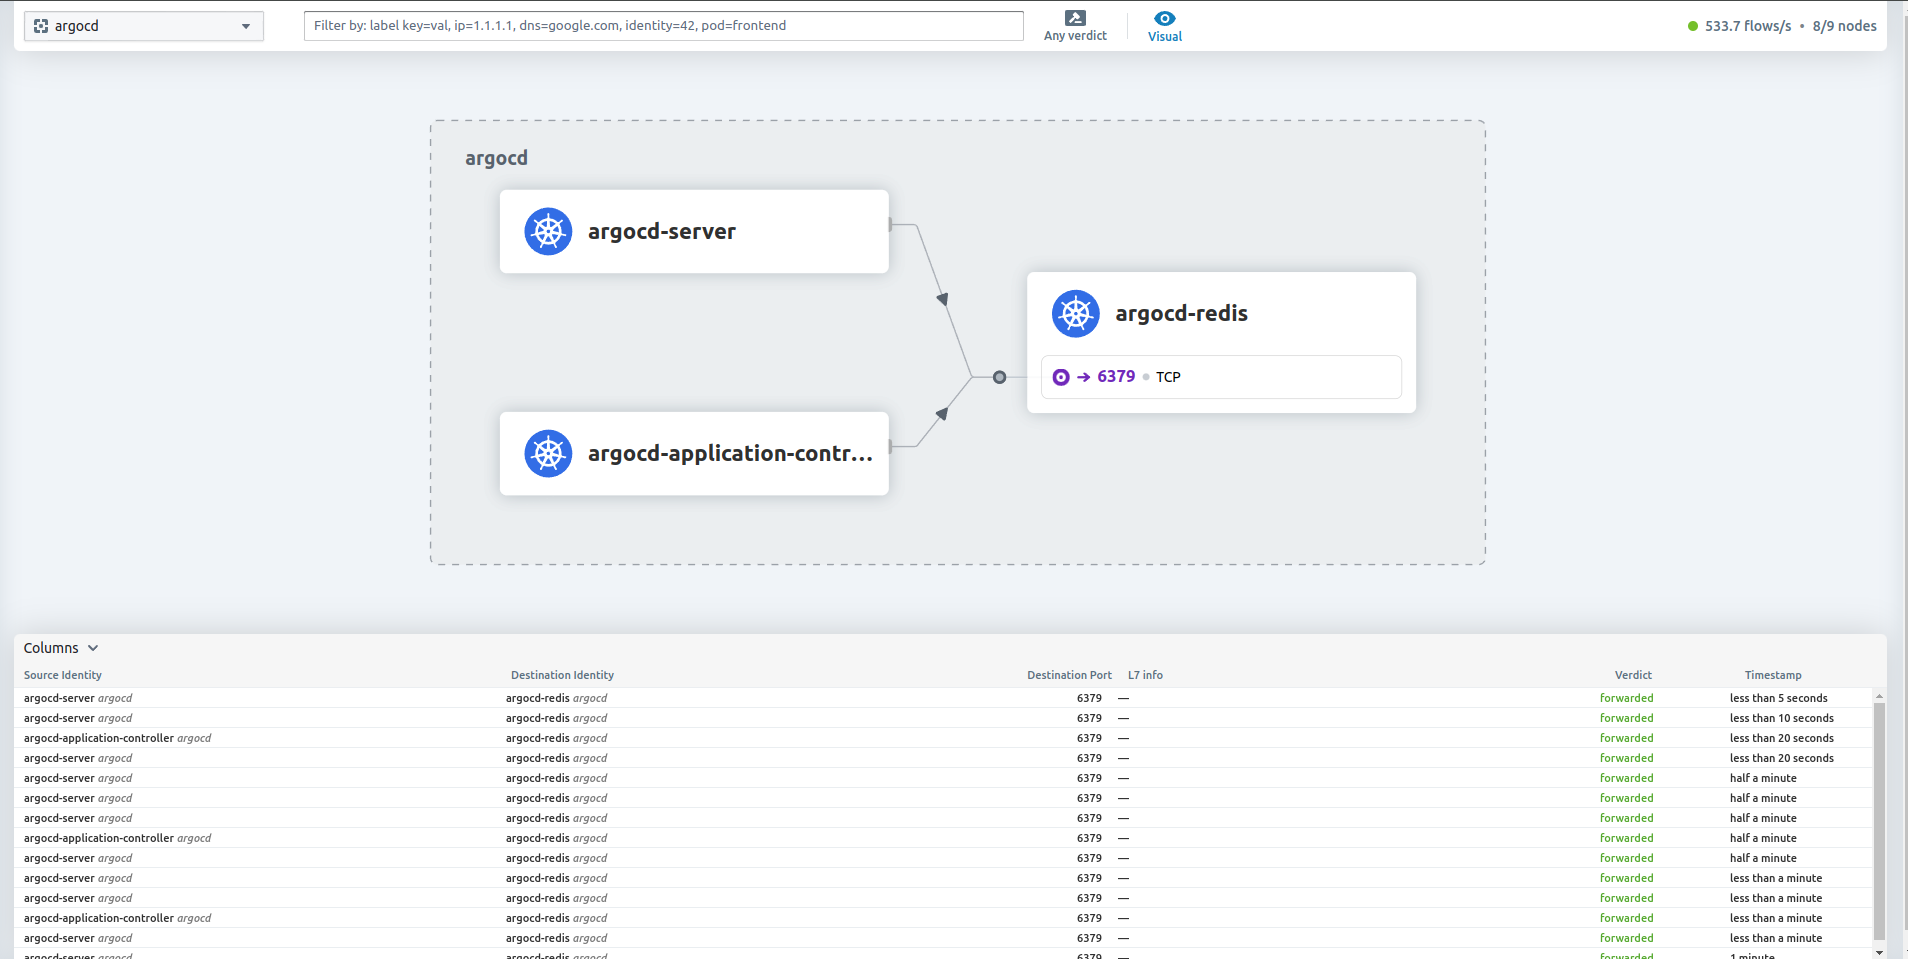 argocd
Filter by: label key=val, ip=1.1.1.1, dns=google.com, identity=42, pod=frontend
Any verdict
Visual
533.7 flows/s • 8/9 nodes
argocd
argocd-server
argocd-redis
6379 TCP
argocd-application-contr...
Columns
Source Identity Destination Identity Destination Port L7 info Verdict Timestamp
argocd-server argocd argocd-redis argocd 6379 — forwarded less than 5 seconds
argocd-server argocd argocd-redis argocd 6379 — forwarded less than 10 seconds
argocd-application-controller argocd argocd-redis argocd 6379 — forwarded less than 20 seconds
argocd-server argocd argocd-redis argocd 6379 — forwarded less than 20 seconds
argocd-server argocd argocd-redis argocd 6379 — forwarded half a minute
argocd-server argocd argocd-redis argocd 6379 — forwarded half a minute
argocd-server argocd argocd-redis argocd 6379 — forwarded half a minute
argocd-application-controller argocd argocd-redis argocd 6379 — forwarded half a minute
argocd-server argocd argocd-redis argocd 6379 — forwarded half a minute
argocd-server argocd argocd-redis argocd 6379 — forwarded less than a minute
argocd-server argocd argocd-redis argocd 6379 — forwarded less than a minute
argocd-application-controller argocd argocd-redis argocd 6379 — forwarded less than a minute
argocd-server argocd argocd-redis argocd 6379 — forwarded less than a minute
argocd-server argocd argocd-redis argocd 6379 — forwarded 1 minute